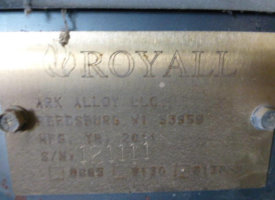 ROYALL
ARK ALLOY LLC
REEDSBURG WI 53959
MFG. YR. 2011
S/N: 121111